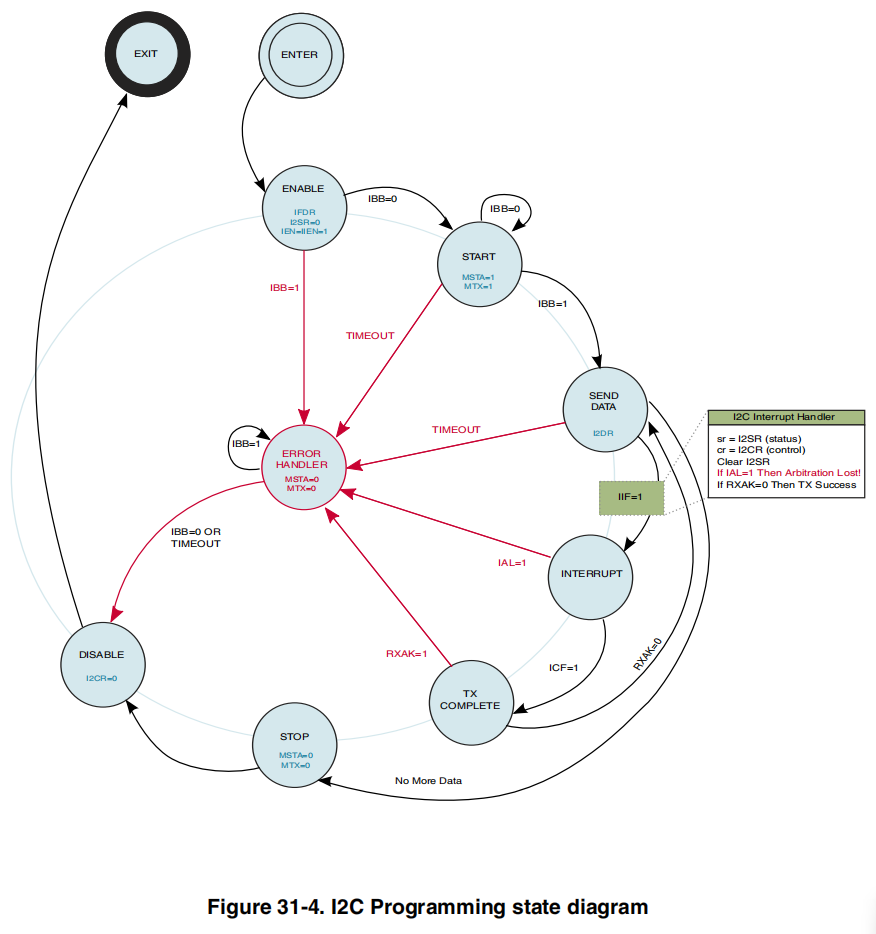 EXIT
ENTER
ENABLE
IFDR
I2SR=0
IEN=IIEN=1
IBB=0
IBB=0
START
MSTA=1
MTX=1
IBB=1
IBB=1
TIMEOUT
SEND
DATA
I2DR
TIMEOUT
IBB=1
ERROR
HANDLER
MSTA=0
MTX=0
I2C Interrupt Handler
sr = I2SR (status)
cr = I2CR (control)
Clear I2SR
If IAL=1 Then Arbitration Lost!
If RXAK=0 Then TX Success
IIF=1
IBB=0 OR
TIMEOUT
IAL=1
INTERRUPT
RXAK=1
ICF=1
RXAK=0
DISABLE
I2CR=0
TX
COMPLETE
STOP
MSTA=0
MTX=0
No More Data
Figure 31-4. I2C Programming state diagram